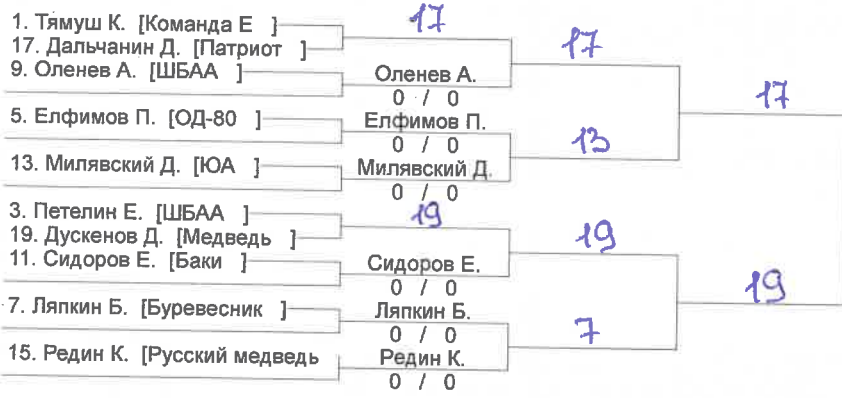 1. Тямуш К. [Команда Е ]
17
17. Дальчанин Д. [Патриот ]
17
9. Оленев А. [ШБАА ]
Оленев А.
0 / 0
17
5. Елфимов П. [ОД-80 ]
Елфимов П.
0 / 0
13
13. Милявский Д. [ЮА ]
Милявский Д.
0 / 0
3. Петелин Е. [ШБАА ]
19
19. Дускенов Д. [Медведь ]
19
11. Сидоров Е. [Баки ]
Сидоров Е.
0 / 0
19
7. Ляпкин Б. [Буревесник ]
Ляпкин Б.
0 / 0
7
15. Редин К. [Русский медведь
Редин К.
0 / 0